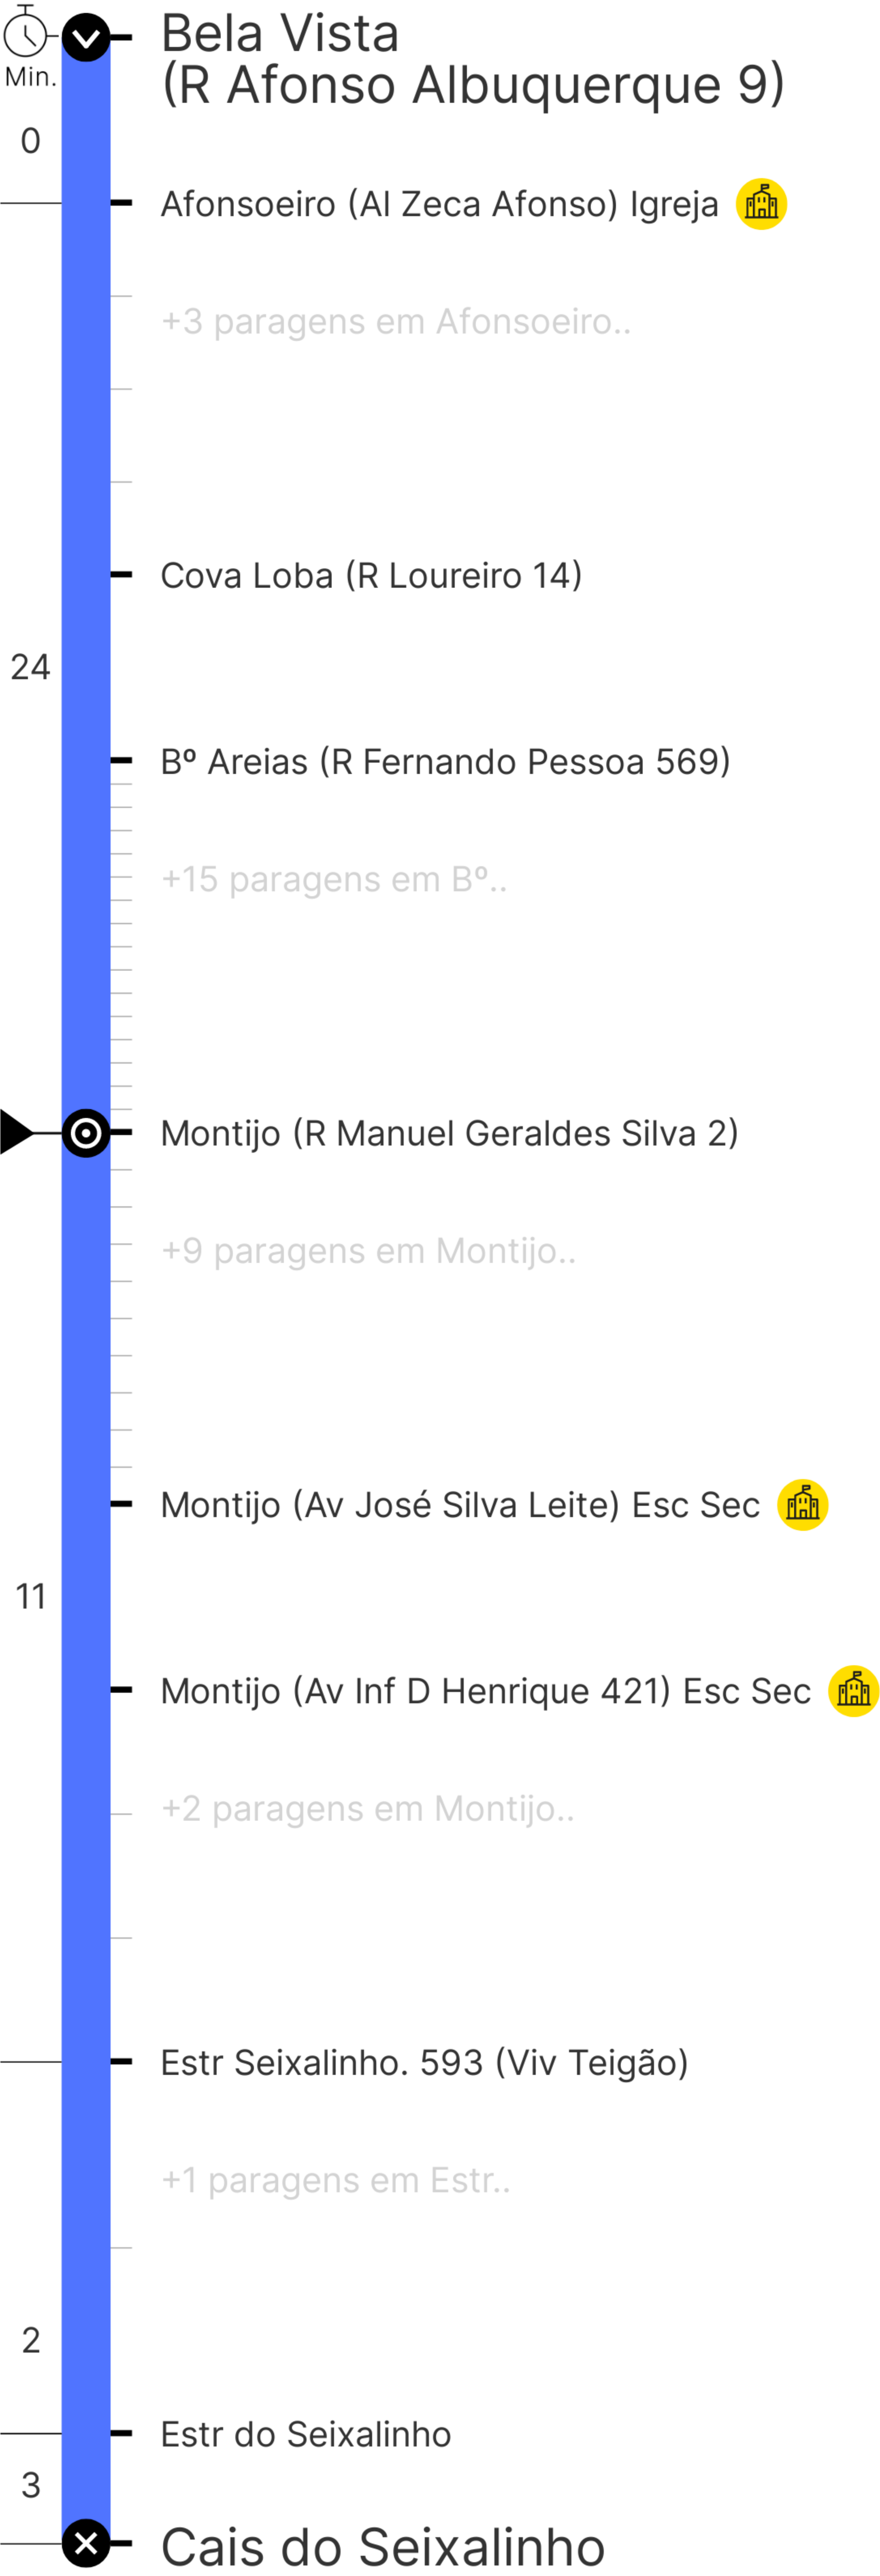 Bela Vista
(R Afonso Albuquerque 9)
Min.
0
Afonsoeiro (Al Zeca Afonso) Igreja
+3 paragens em Afonsoeiro..
Cova Loba (R Loureiro 14)
24
Bº Areias (R Fernando Pessoa 569)
+15 paragens em Bº..
Montijo (R Manuel Geraldes Silva 2)
+9 paragens em Montijo..
Montijo (Av José Silva Leite) Esc Sec
11
Montijo (Av Inf D Henrique 421) Esc Sec
+2 paragens em Montijo..
Estr Seixalinho. 593 (Viv Teigão)
+1 paragens em Estr..
2
Estr do Seixalinho
3
Cais do Seixalinho